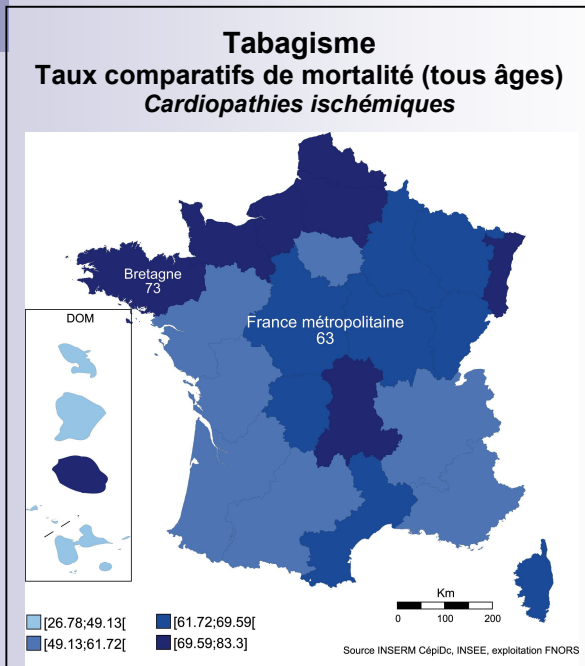 Tabagisme
Taux comparatifs de mortalité (tous âges)
Cardiopathies ischémiques
Bretagne
73
DOM
France métropolitaine
63
Km
0 100 200
[26.78;49.13[
[61.72;69.59[
[49.13;61.72[
[69.59;83.3]
Source INSERM CépiDc, INSEE, exploitation FNORS